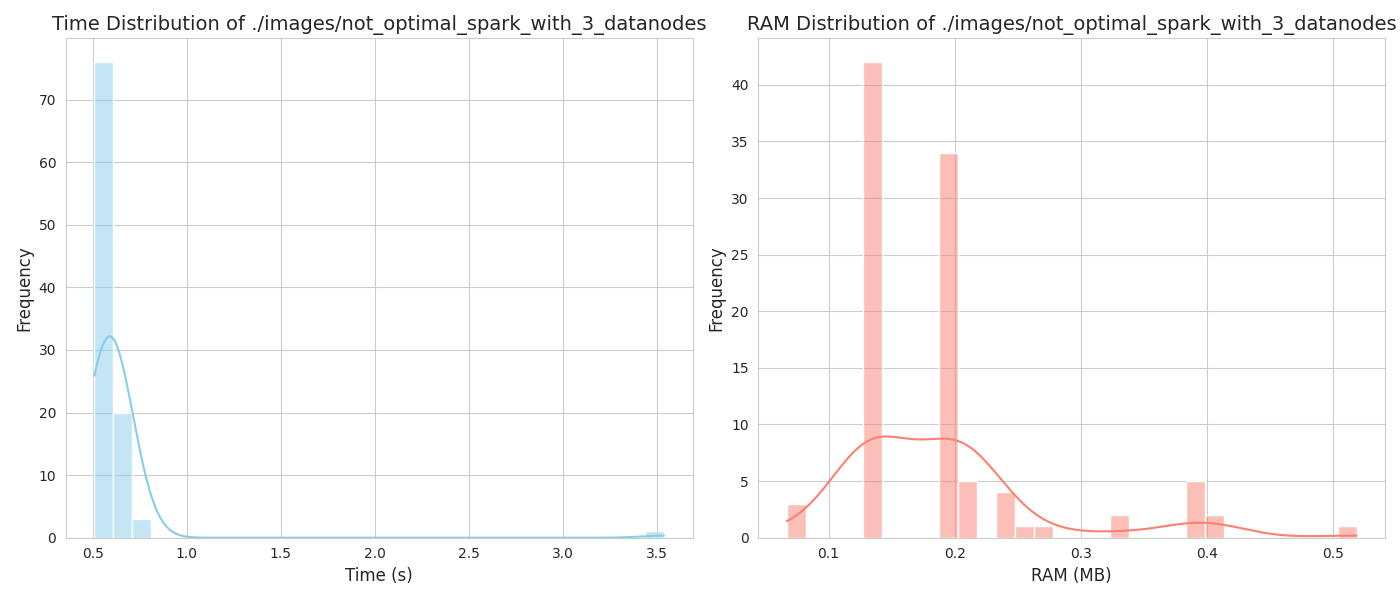 Time Distribution of ./images/not_optimal_spark_with_3_datanodes
Frequency
70
60
50
40
30
20
10
0
0.5 1.0 1.5 2.0 2.5 3.0 3.5
Time (s)
RAM Distribution of ./images/not_optimal_spark_with_3_datanodes
Frequency
40
35
30
25
20
15
10
5
0
0.1 0.2 0.3 0.4 0.5
RAM (MB)